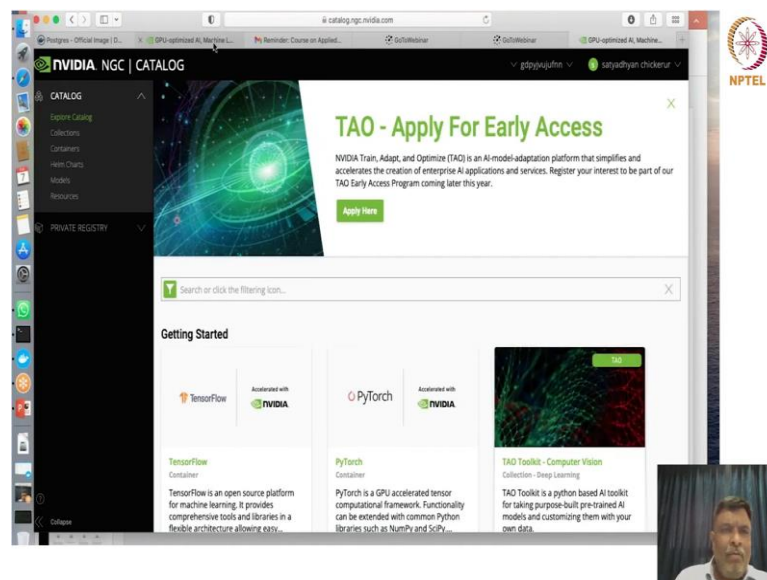 catalog.ngc.nvidia.com
Postgres - Official Image | D...
GPU-optimized AI, Machine L...
Reminder: Course on Applied...
GoToWebinar
GoToWebinar
GPU-optimized AI, Machine...
NVIDIA. NGC | CATALOG
gdpyjvujufnn
satyadhyan chickerur
NPTEL
CATALOG
Explore Catalog
Collections
Containers
Helm Charts
Models
Resources
PRIVATE REGISTRY
Collapse
X
TAO - Apply For Early Access
NVIDIA Train, Adapt, and Optimize (TAO) is an AI-model-adaptation platform that simplifies and
accelerates the creation of enterprise AI applications and services. Register your interest to be part of our
TAO Early Access Program coming later this year.
Apply Here
Search or click the filtering icon...
X
Getting Started
TensorFlow
Accelerated with
NVIDIA
TensorFlow
Container
TensorFlow is an open source platform
for machine learning. It provides
comprehensive tools and libraries in a
flexible architecture allowing easy...
PyTorch
Accelerated with
NVIDIA
PyTorch
Container
PyTorch is a GPU accelerated tensor
computational framework. Functionality
can be extended with common Python
libraries such as NumPy and SciPy....
TAO
TAO Toolkit - Computer Vision
Collection - Deep Learning
TAO Toolkit is a python based AI toolkit
for taking purpose-built pre-trained AI
models and customizing them with your
own data.